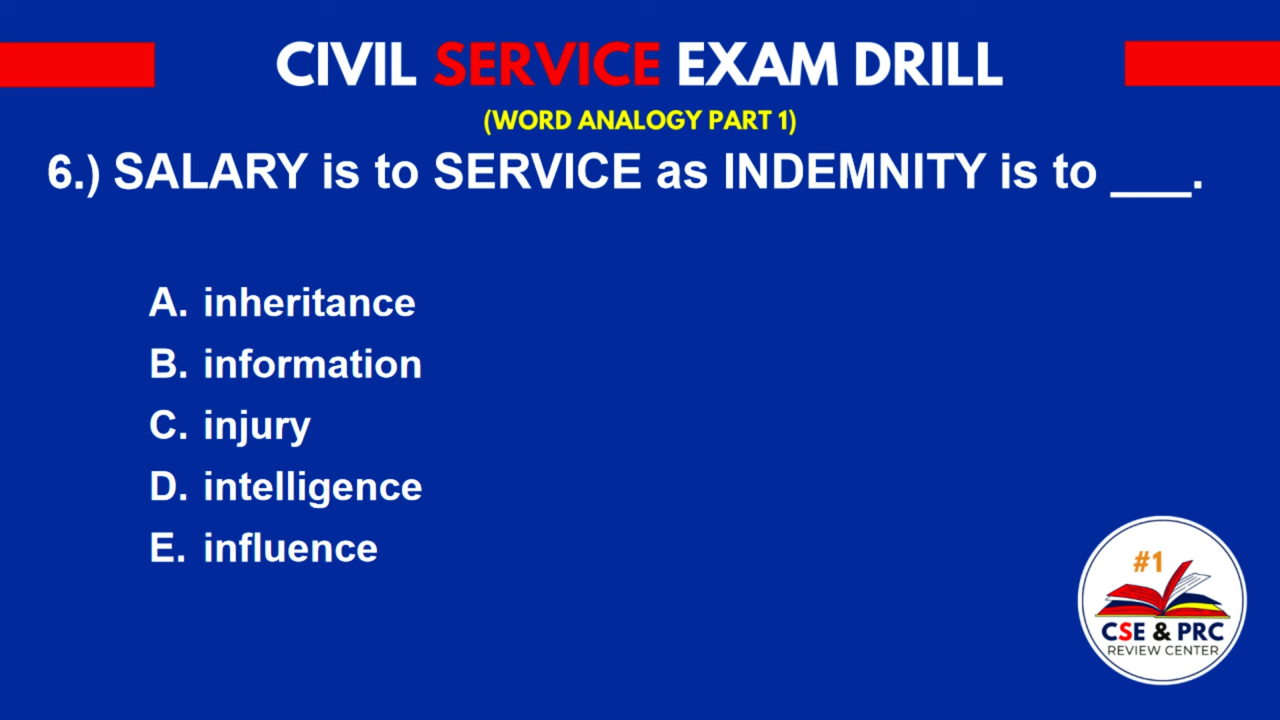 CIVIL SERVICE EXAM DRILL
(WORD ANALOGY PART 1)
6.) SALARY is to SERVICE as INDEMNITY is to ___.
A. inheritance
B. information
C. injury
D. intelligence
E. influence
#1
CSE & PRC
REVIEW CENTER